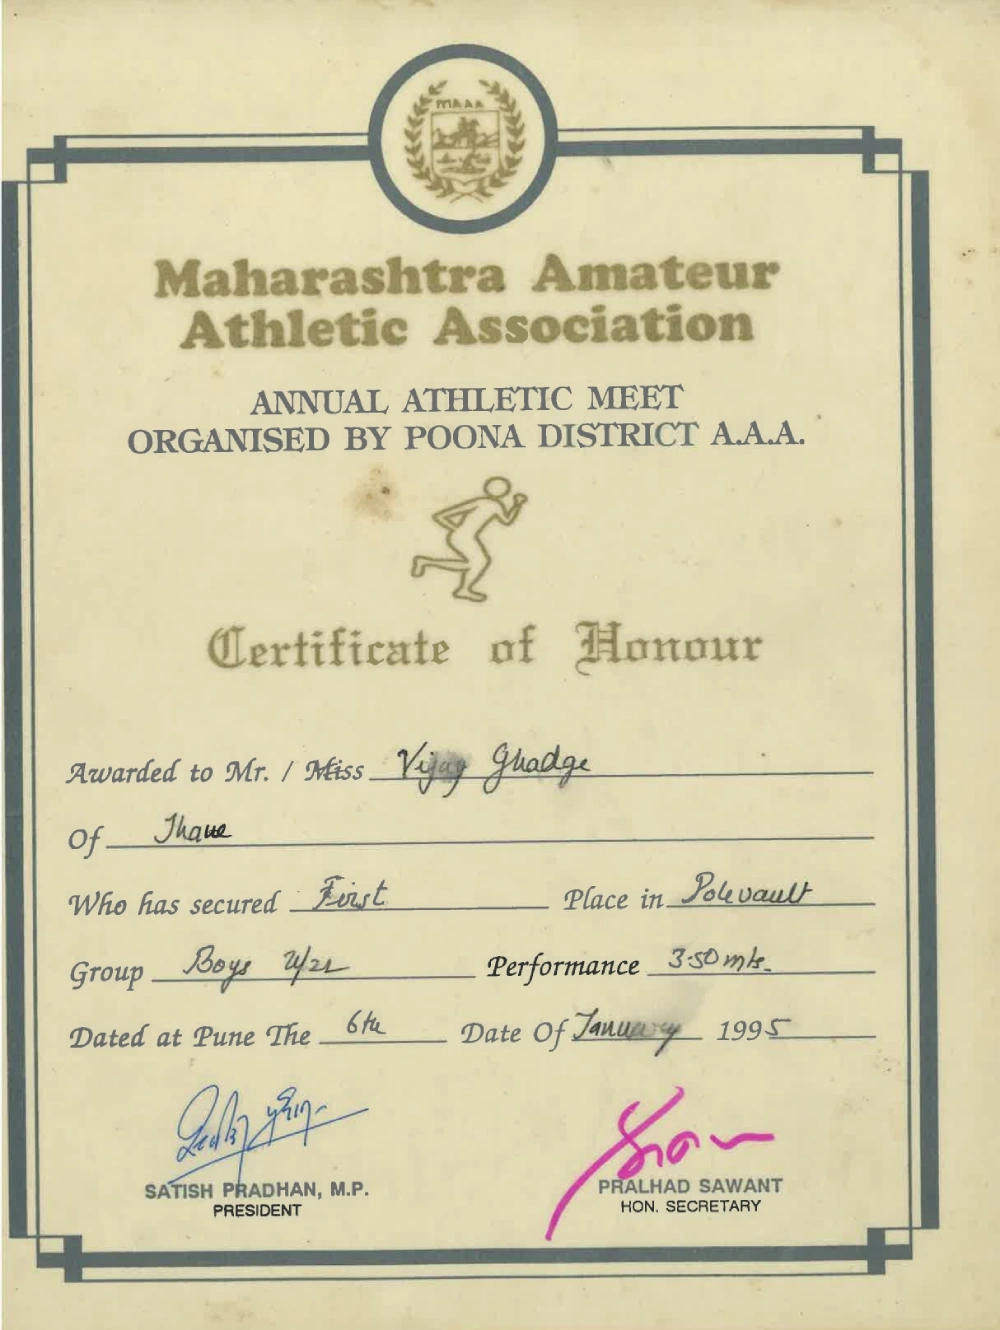 MAAA
Maharashtra Amateur
Athletic Association
ANNUAL ATHLETIC MEET
ORGANISED BY POONA DISTRICT A.A.A.
Certificate of Honour
Awarded to Mr. / Miss Vijay Ghadge
Of Thane
Who has secured First Place in Polevault
Group Boys U/21 Performance 3.50 mts.
Dated at Pune The 6th Date Of January 1995
SATISH PRADHAN, M.P. PRALHAD SAWANT
PRESIDENT HON. SECRETARY